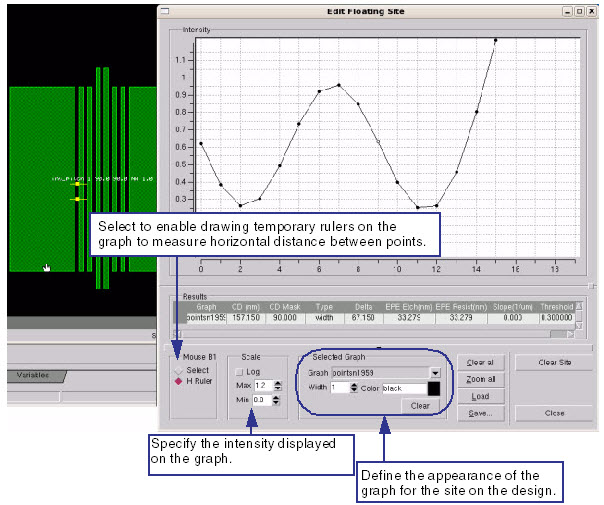 Edit Floating Site
Intensity
1.1
1
0.9
0.8
0.7
0.6
0.5
0.4
0.3
0 2 4 6 8 10 12 14 16 18
Select to enable drawing temporary rulers on the
graph to measure horizontal distance between points.
Results
Graph CD (nm) CD Mask Type Delta EPE Etch(nm) EPE Resist(nm) Slope(1/um) Threshold
pointsnl1959 157.150 90.000 width 67.150 33.279 33.279 0.000 0.300000
Mouse B1
Select
H Ruler
Scale
Log
Max 1.2
Min 0.0
Selected Graph
Graph pointsnl1959
Width 1 Color black
Clear
Clear all
Zoom all
Load
Save...
Clear Site
Close
Variables
Specify the intensity displayed
on the graph.
Define the appearance of the
graph for the site on the design.